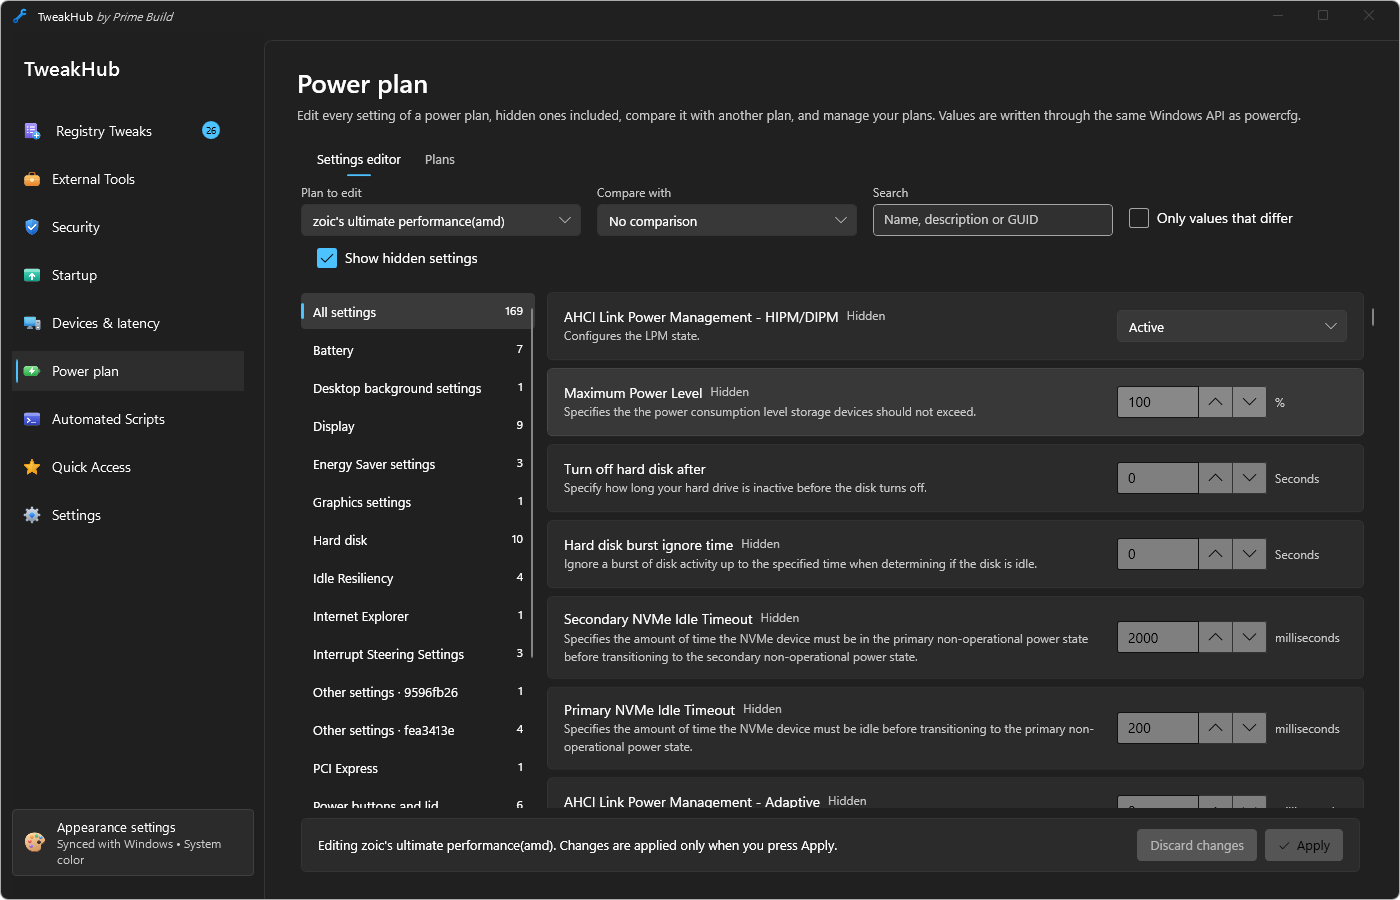 TweakHub by Prime Build
TweakHub
Registry Tweaks 26
External Tools
Security
Startup
Devices & latency
Power plan
Automated Scripts
Quick Access
Settings
Appearance settings
Synced with Windows • System
color
Power plan
Edit every setting of a power plan, hidden ones included, compare it with another plan, and manage your plans. Values are written through the same Windows API as powercfg.
Settings editor Plans
Plan to edit
zoic's ultimate performance(amd)
Compare with
No comparison
Search
Name, description or GUID
Only values that differ
Show hidden settings
All settings 169
Battery 7
Desktop background settings 1
Display 9
Energy Saver settings 3
Graphics settings 1
Hard disk 10
Idle Resiliency 4
Internet Explorer 1
Interrupt Steering Settings 3
Other settings · 9596fb26 1
Other settings · fea3413e 4
PCI Express 1
Power buttons and lid 6
AHCI Link Power Management - HIPM/DIPM Hidden
Configures the LPM state.
Active
Maximum Power Level Hidden
Specifies the the power consumption level storage devices should not exceed.
100 %
Turn off hard disk after
Specify how long your hard drive is inactive before the disk turns off.
0 Seconds
Hard disk burst ignore time Hidden
Ignore a burst of disk activity up to the specified time when determining if the disk is idle.
0 Seconds
Secondary NVMe Idle Timeout Hidden
Specifies the amount of time the NVMe device must be in the primary non-operational power state
before transitioning to the secondary non-operational power state.
2000 milliseconds
Primary NVMe Idle Timeout Hidden
Specifies the amount of time the NVMe device must be idle before transitioning to the primary non-
operational power state.
200 milliseconds
AHCI Link Power Management - Adaptive Hidden
Editing zoic's ultimate performance(amd). Changes are applied only when you press Apply.
Discard changes
Apply